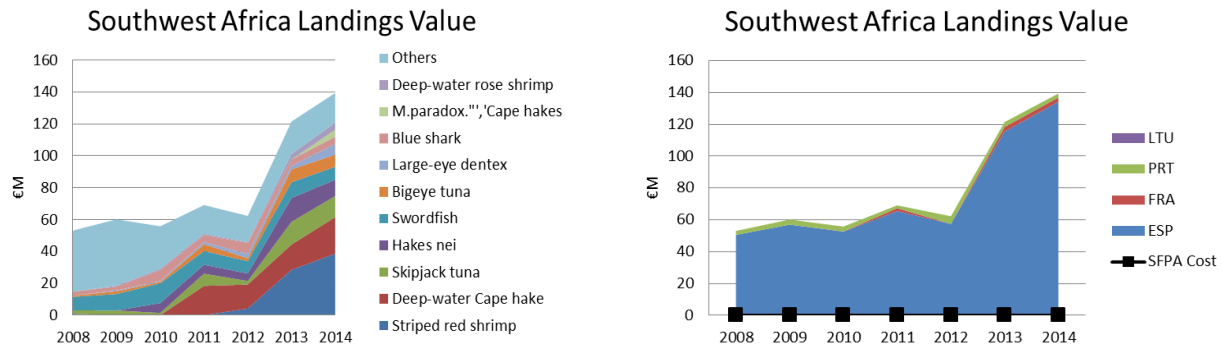 Southwest Africa Landings Value
€M
160
140
120
100
80
60
40
20
0
2008 2009 2010 2011 2012 2013 2014
Others
Deep-water rose shrimp
M.paradox."','Cape hakes
Blue shark
Large-eye dentex
Bigeye tuna
Swordfish
Hakes nei
Skipjack tuna
Deep-water Cape hake
Striped red shrimp
Southwest Africa Landings Value
€M
160
140
120
100
80
60
40
20
0
2008 2009 2010 2011 2012 2013 2014
LTU
PRT
FRA
ESP
SFPA Cost